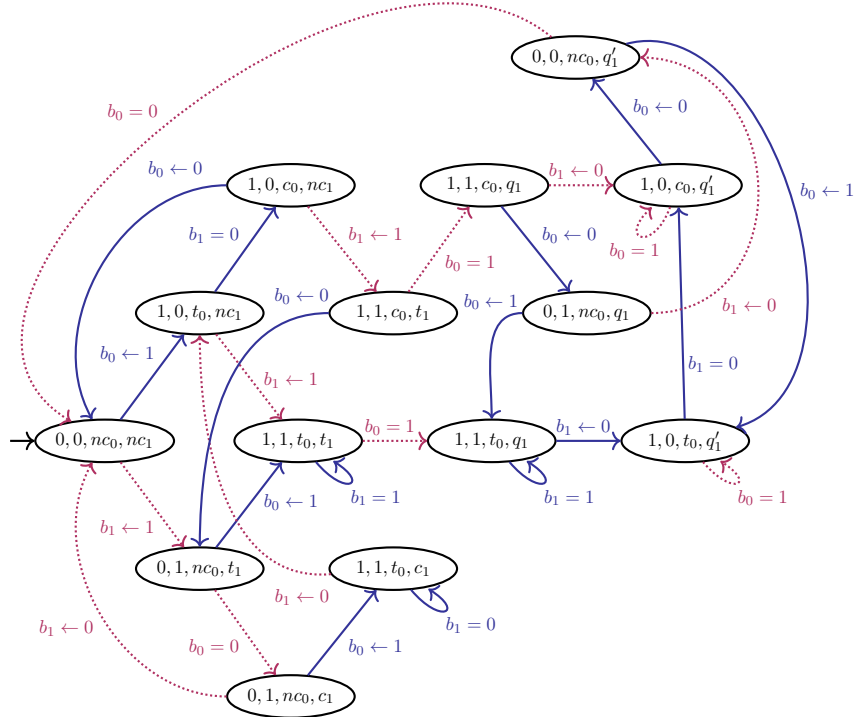 0, 0, nc₀, q′₁
b₀ = 0
b₀ ← 0
b₀ ← 0
1, 0, c₀, nc₁
1, 1, c₀, q₁
b₁ ← 0
1, 0, c₀, q′₁
b₀ ← 1
b₁ = 0
b₁ ← 1
b₀ = 1
b₀ ← 0
b₀ = 1
b₀ ← 0
b₀ ← 1
1, 0, t₀, nc₁
1, 1, c₀, t₁
0, 1, nc₀, q₁
b₁ ← 0
b₀ ← 1
b₁ ← 1
b₁ = 0
0, 0, nc₀, nc₁
1, 1, t₀, t₁
b₀ = 1
1, 1, t₀, q₁
b₁ ← 0
1, 0, t₀, q′₁
b₁ ← 1
b₀ ← 1
b₁ = 1
b₁ = 1
b₀ = 1
0, 1, nc₀, t₁
1, 1, t₀, c₁
b₁ ← 0
b₁ ← 0
b₀ = 0
b₀ ← 1
b₁ = 0
0, 1, nc₀, c₁